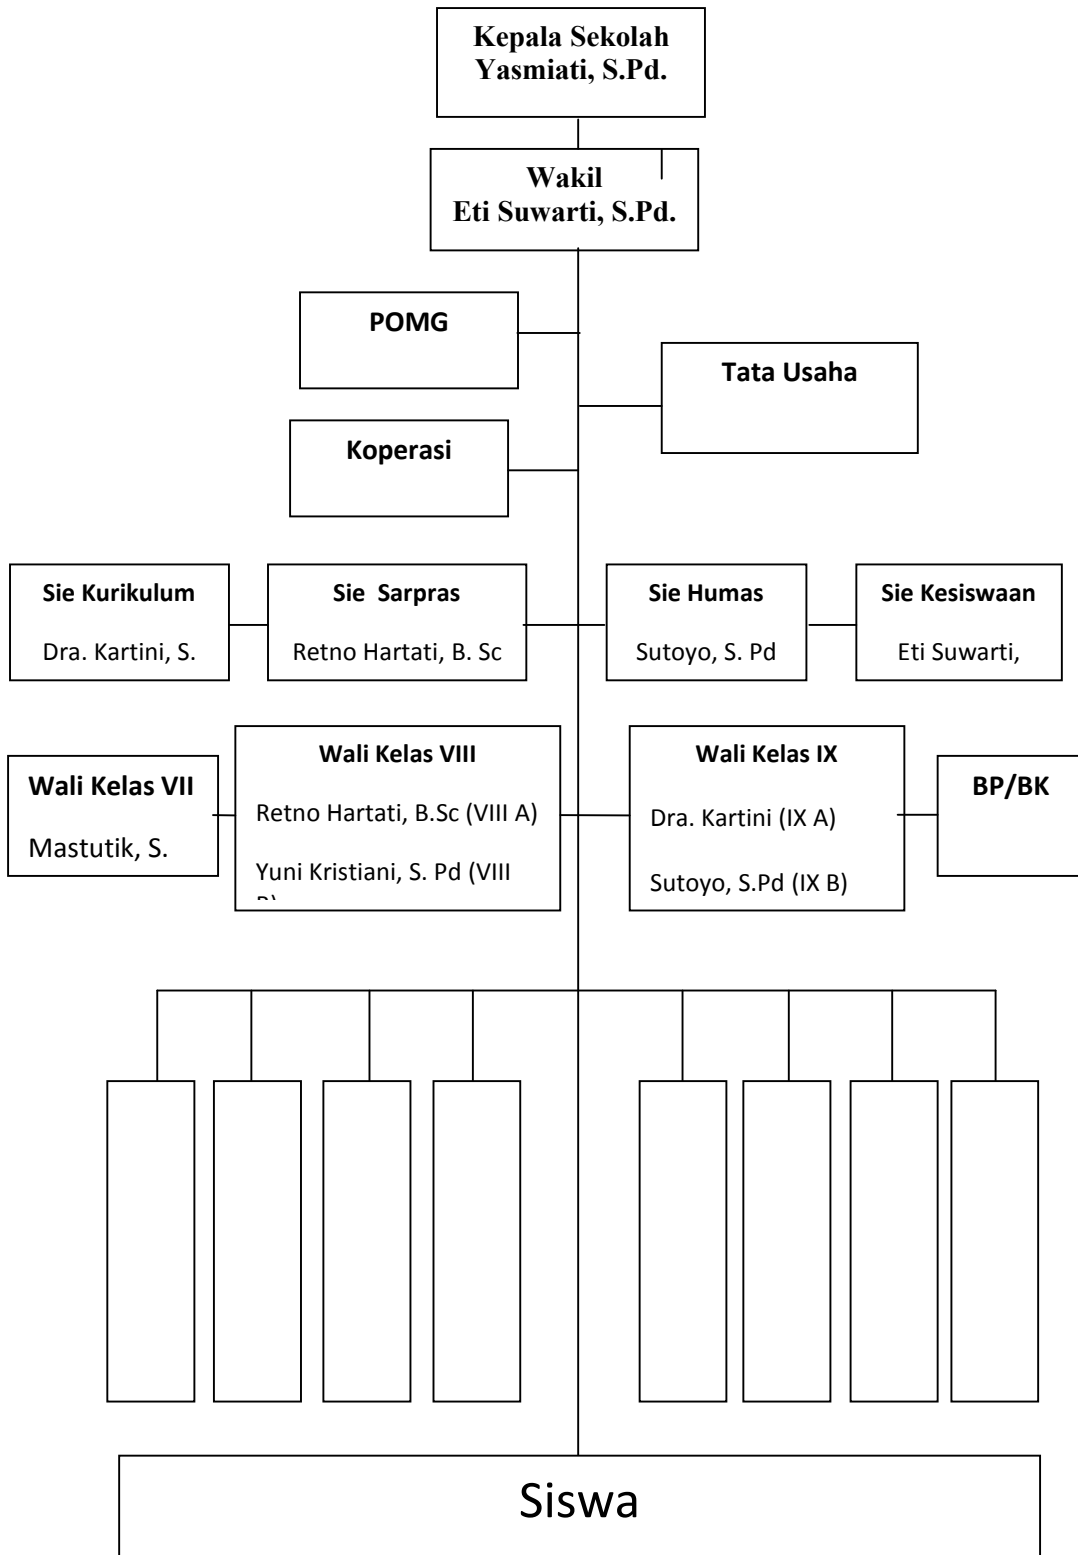 Kepala Sekolah
Yasmiati, S.Pd.
Wakil
Eti Suwarti, S.Pd.
POMG
Tata Usaha
Koperasi
Sie Kurikulum
Dra. Kartini, S.
Sie Sarpras
Retno Hartati, B. Sc
Sie Humas
Sutoyo, S. Pd
Sie Kesiswaan
Eti Suwarti,
Wali Kelas VII
Mastutik, S.
Wali Kelas VIII
Retno Hartati, B.Sc (VIII A)
Yuni Kristiani, S. Pd (VIII
Wali Kelas IX
Dra. Kartini (IX A)
Sutoyo, S.Pd (IX B)
BP/BK
Siswa